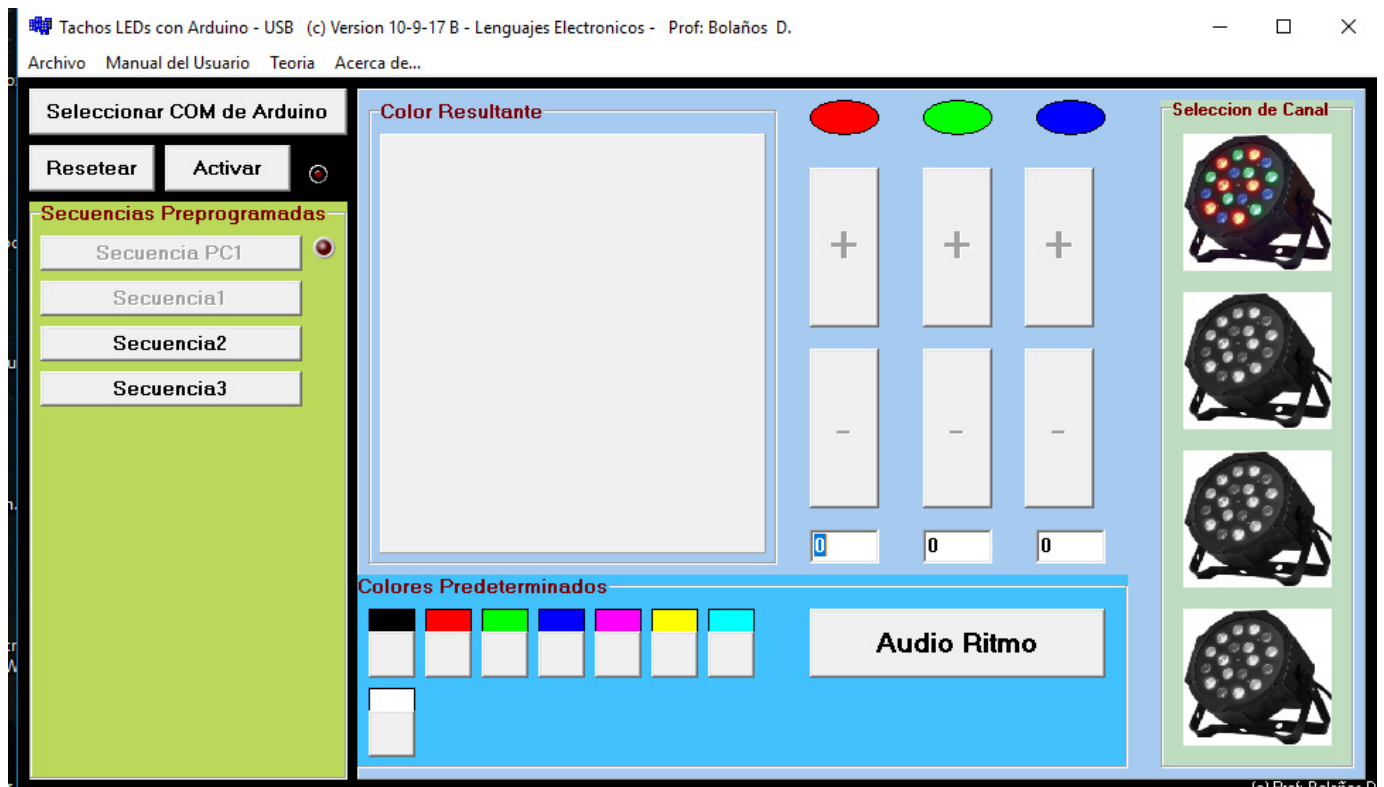 Tachos LEDs con Arduino - USB (c) Version 10-9-17 B - Lenguajes Electronicos - Prof: Bolaños D.
Archivo Manual del Usuario Teoria Acerca de...
Seleccionar COM de Arduino
Resetear Activar
Secuencias Preprogramadas
Secuencia PC1
Secuencia1
Secuencia2
Secuencia3
Color Resultante
+ + +
- - -
0 0 0
Colores Predeterminados
Audio Ritmo
Seleccion de Canal